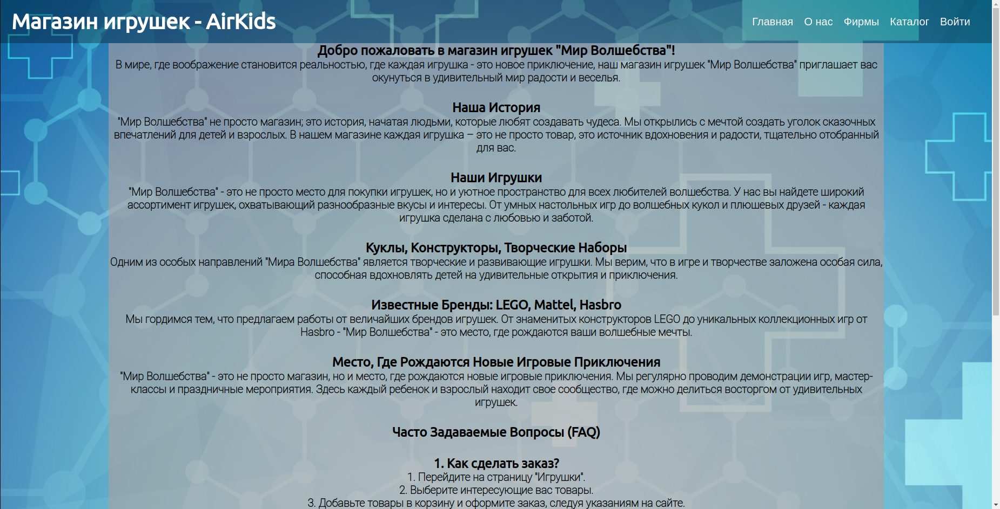 Магазин игрушек - AirKids
Главная О нас Фирмы Каталог Войти
Добро пожаловать в магазин игрушек "Мир Волшебства"!
В мире, где воображение становится реальностью, где каждая игрушка - это новое приключение, наш магазин игрушек "Мир Волшебства" приглашает вас
окунуться в удивительный мир радости и веселья.
Наша История
"Мир Волшебства" не просто магазин; это история, начатая людьми, которые любят создавать чудеса. Мы открылись с мечтой создать уголок сказочных
впечатлений для детей и взрослых. В нашем магазине каждая игрушка – это не просто товар, это источник вдохновения и радости, тщательно отобранный
для вас.
Наши Игрушки
"Мир Волшебства" - это не просто место для покупки игрушек, но и уютное пространство для всех любителей волшебства. У нас вы найдете широкий
ассортимент игрушек, охватывающий разнообразные вкусы и интересы. От умных настольных игр до волшебных кукол и плюшевых друзей - каждая
игрушка сделана с любовью и заботой.
Куклы, Конструкторы, Творческие Наборы
Одним из особых направлений "Мира Волшебства" является творческие и развивающие игрушки. Мы верим, что в игре и творчестве заложена особая сила,
способная вдохновлять детей на удивительные открытия и приключения.
Известные Бренды: LEGO, Mattel, Hasbro
Мы гордимся тем, что предлагаем работы от величайших брендов игрушек. От знаменитых конструкторов LEGO до уникальных коллекционных игр от
Hasbro - "Мир Волшебства" - это место, где рождаются ваши волшебные мечты.
Место, Где Рождаются Новые Игровые Приключения
"Мир Волшебства" - это не просто магазин, но и место, где рождаются новые игровые приключения. Мы регулярно проводим демонстрации игр, мастер-
классы и праздничные мероприятия. Здесь каждый ребенок и взрослый находит свое сообщество, где можно делиться восторгом от удивительных
игрушек.
Часто Задаваемые Вопросы (FAQ)
1. Как сделать заказ?
1. Перейдите на страницу "Игрушки".
2. Выберите интересующие вас товары.
3. Добавьте товары в корзину и оформите заказ, следуя указаниям на сайте.